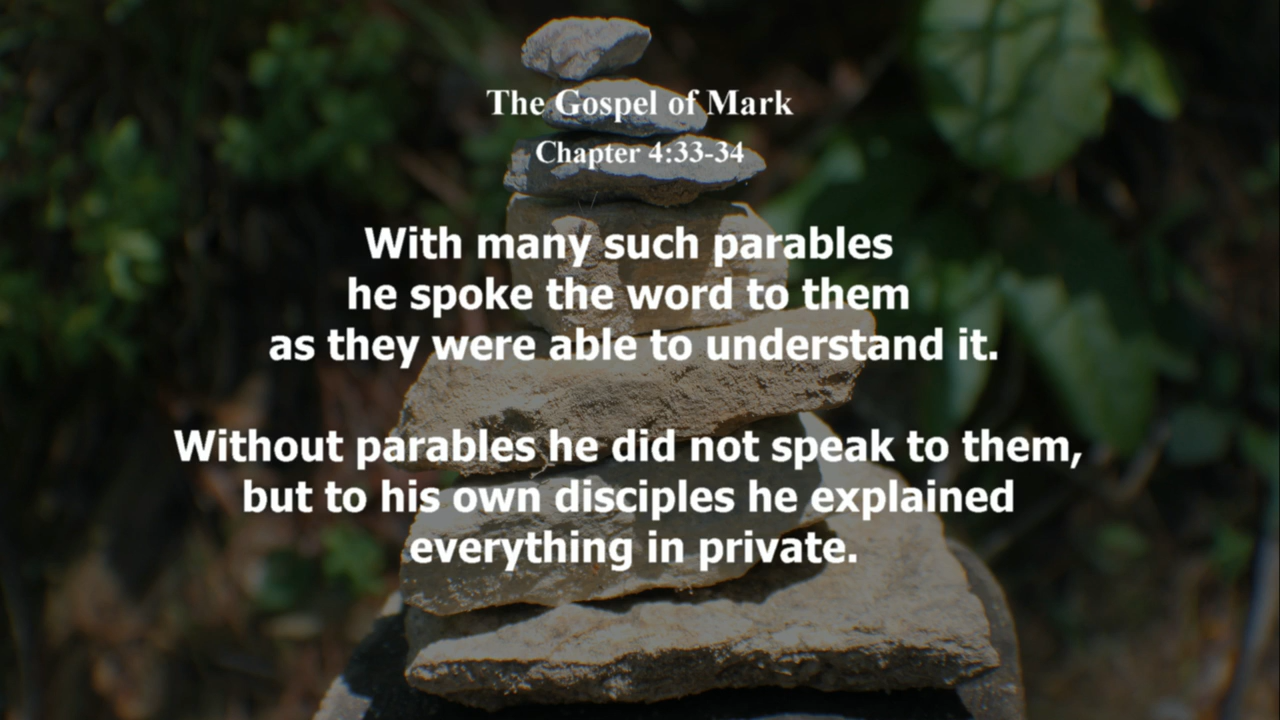 The Gospel of Mark
Chapter 4:33-34
With many such parables
he spoke the word to them
as they were able to understand it.
Without parables he did not speak to them,
but to his own disciples he explained
everything in private.